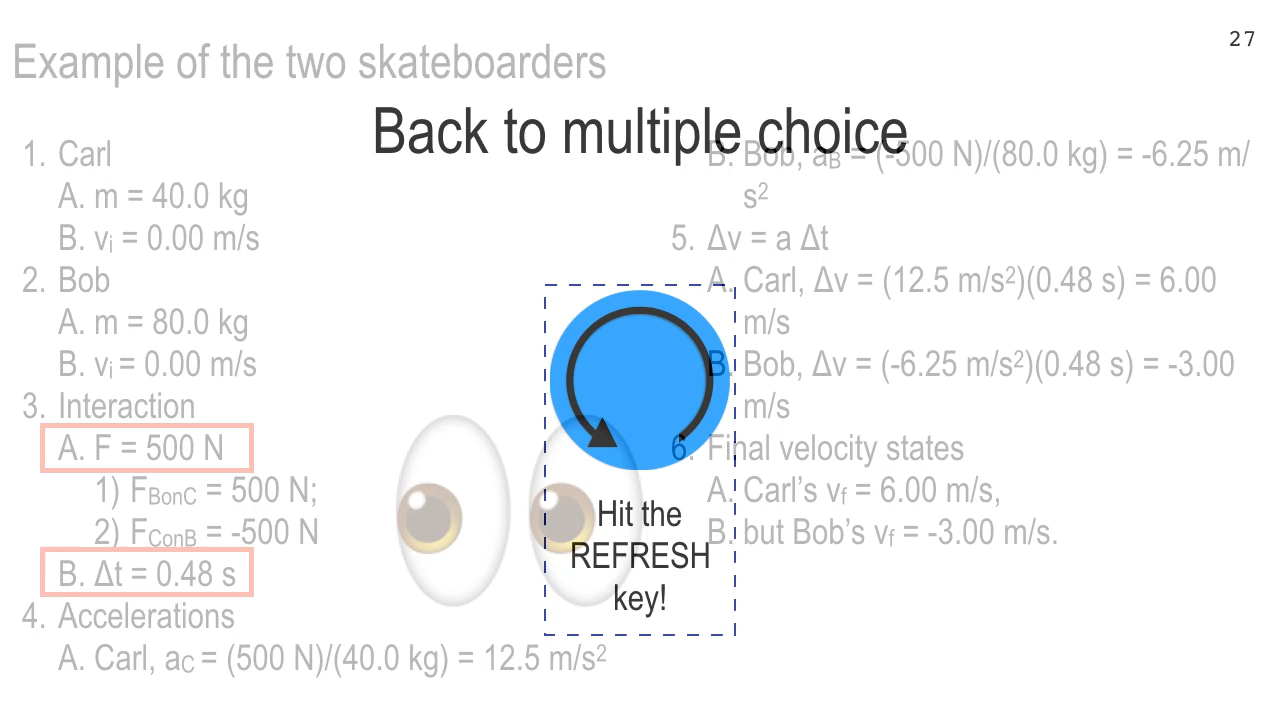 27
Example of the two skateboarders
Back to multiple choice
1. Carl
A. m = 40.0 kg
B. vᵢ = 0.00 m/s
2. Bob
A. m = 80.0 kg
B. vᵢ = 0.00 m/s
3. Interaction
A. F = 500 N
1) FBonC = 500 N;
2) FConB = -500 N
B. Δt = 0.48 s
4. Accelerations
A. Carl, aC = (500 N)/(40.0 kg) = 12.5 m/s²
B. Bob, aB = (-500 N)/(80.0 kg) = -6.25 m/
s²
5. Δv = a Δt
A. Carl, Δv = (12.5 m/s²)(0.48 s) = 6.00
m/s
B. Bob, Δv = (-6.25 m/s²)(0.48 s) = -3.00
m/s
6. Final velocity states
A. Carl’s vf = 6.00 m/s,
B. but Bob’s vf = -3.00 m/s.
Hit the
REFRESH
key!